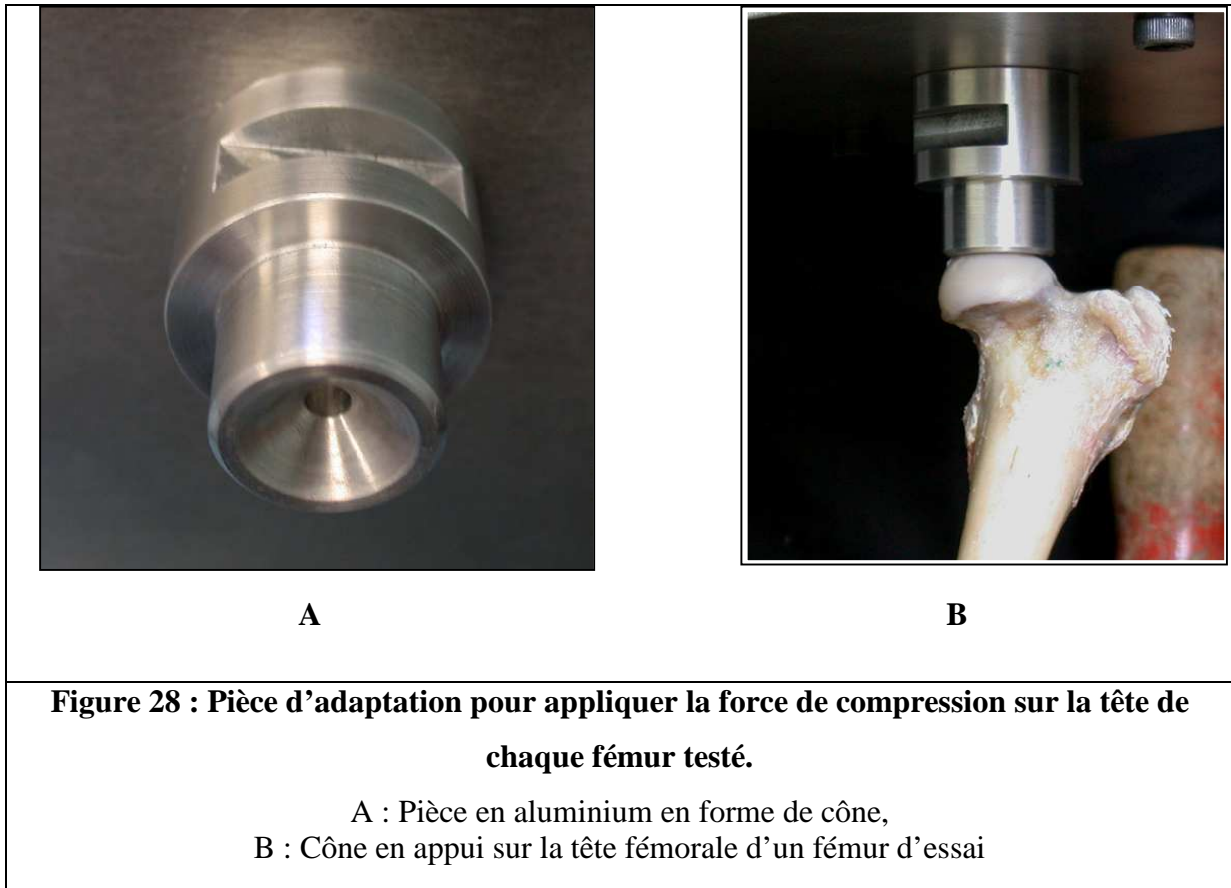 A
B
Figure 28 : Pièce d’adaptation pour appliquer la force de compression sur la tête de
chaque fémur testé.
A : Pièce en aluminium en forme de cône,
B : Cône en appui sur la tête fémorale d’un fémur d’essai